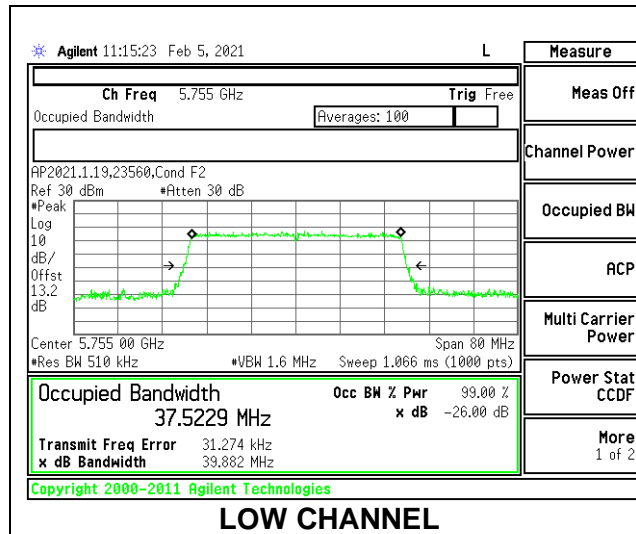 Agilent 11:15:23 Feb 5, 2021 L
Measure
Ch Freq 5.755 GHz Trig Free
Meas Off
Occupied Bandwidth Averages: 100
Channel Power
AP2021.1.19,23560,Cond F2
Ref 30 dBm #Atten 30 dB
#Peak
Log
10
dB/
Offst
13.2
dB
Occupied BW
ACP
Center 5.755 00 GHz Span 80 MHz
#Res BW 510 kHz #VBW 1.6 MHz Sweep 1.066 ms (1000 pts)
Multi Carrier
Power
Occupied Bandwidth Occ BW % Pwr 99.00 %
37.5229 MHz x dB -26.00 dB
Power Stat
CCDF
Transmit Freq Error 31.274 kHz
x dB Bandwidth 39.882 MHz
More
1 of 2
Copyright 2000-2011 Agilent Technologies
LOW CHANNEL